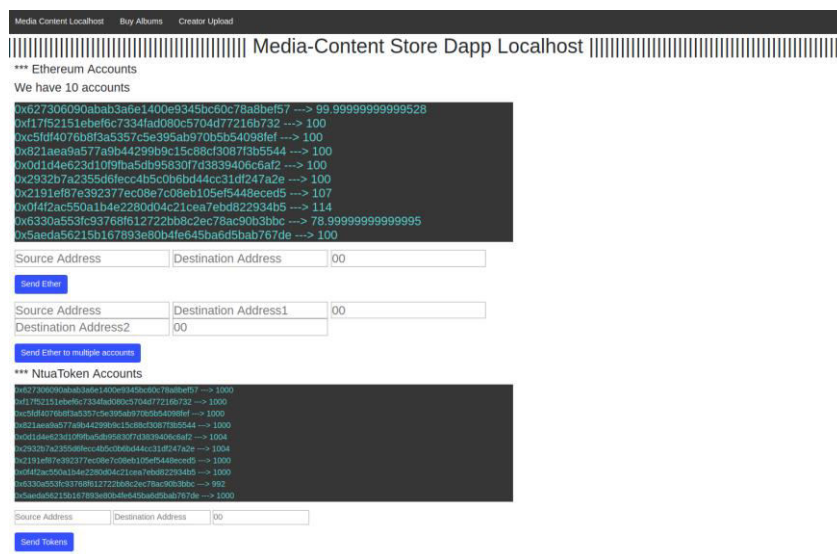 Media Content Localhost Buy Albums Creator Upload
|||||||||||||||||||||||||||||||||||||||||||||| Media-Content Store Dapp Localhost ||||||||||||||||||||||||||||||||||||||||||||||
*** Ethereum Accounts
We have 10 accounts
0x627306090abab3a6e1400e9345bc60c78a8bef57 ---> 99.99999999999528
0xf17f52151ebef6c7334fad080c5704d77216b732 ---> 100
0xc5fdf4076b8f3a5357c5e395ab970b5b54098fef ---> 100
0x821aea9a577a9b44299b9c15c88cf3087f3b5544 ---> 100
0x0d1d4e623d10f9fba5db95830f7d3839406c6af2 ---> 100
0x2932b7a2355d6fecc4b5c0b6bd44cc31df247a2e ---> 100
0x2191ef87e392377ec08e7c08eb105ef5448eced5 ---> 107
0x0f4f2ac550a1b4e2280d04c21cea7ebd822934b5 ---> 114
0x6330a553fc93768f612722bb8c2ec78ac90b3bbc ---> 78.99999999999995
0x5aeda56215b167893e80b4fe645ba6d5bab767de ---> 100
Source Address Destination Address 00
Send Ether
Source Address Destination Address1 00
Destination Address2 00
Send Ether to multiple accounts
*** NtuaToken Accounts
0x627306090abab3a6e1400e9345bc60c78a8bef57 ---> 1000
0xf17f52151ebef6c7334fad080c5704d77216b732 ---> 1000
0xc5fdf4076b8f3a5357c5e395ab970b5b54098fef ---> 1000
0x821aea9a577a9b44299b9c15c88cf3087f3b5544 ---> 1000
0x0d1d4e623d10f9fba5db95830f7d3839406c6af2 ---> 1004
0x2932b7a2355d6fecc4b5c0b6bd44cc31df247a2e ---> 1004
0x2191ef87e392377ec08e7c08eb105ef5448eced5 ---> 1000
0x0f4f2ac550a1b4e2280d04c21cea7ebd822934b5 ---> 1000
0x6330a553fc93768f612722bb8c2ec78ac90b3bbc ---> 992
0x5aeda56215b167893e80b4fe645ba6d5bab767de ---> 1000
Source Address Destination Address 00
Send Tokens